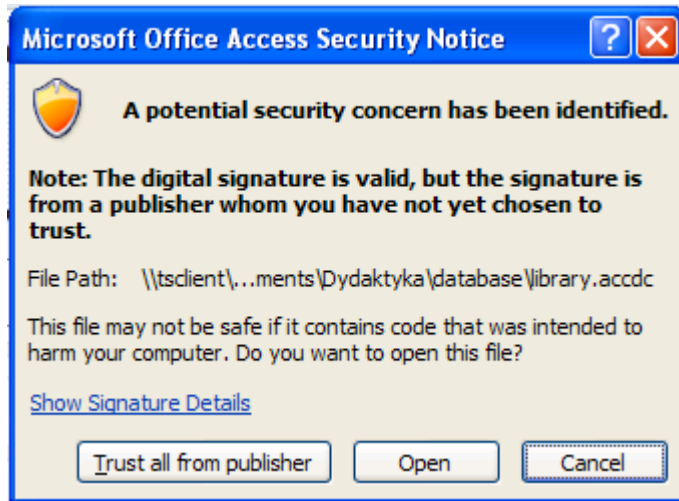 Microsoft Office Access Security Notice
A potential security concern has been identified.
Note: The digital signature is valid, but the signature is
from a publisher whom you have not yet chosen to
trust.
File Path: \\tsclient\...ments\Dydaktyka\database\library.accdc
This file may not be safe if it contains code that was intended to
harm your computer. Do you want to open this file?
Show Signature Details
Trust all from publisher Open Cancel